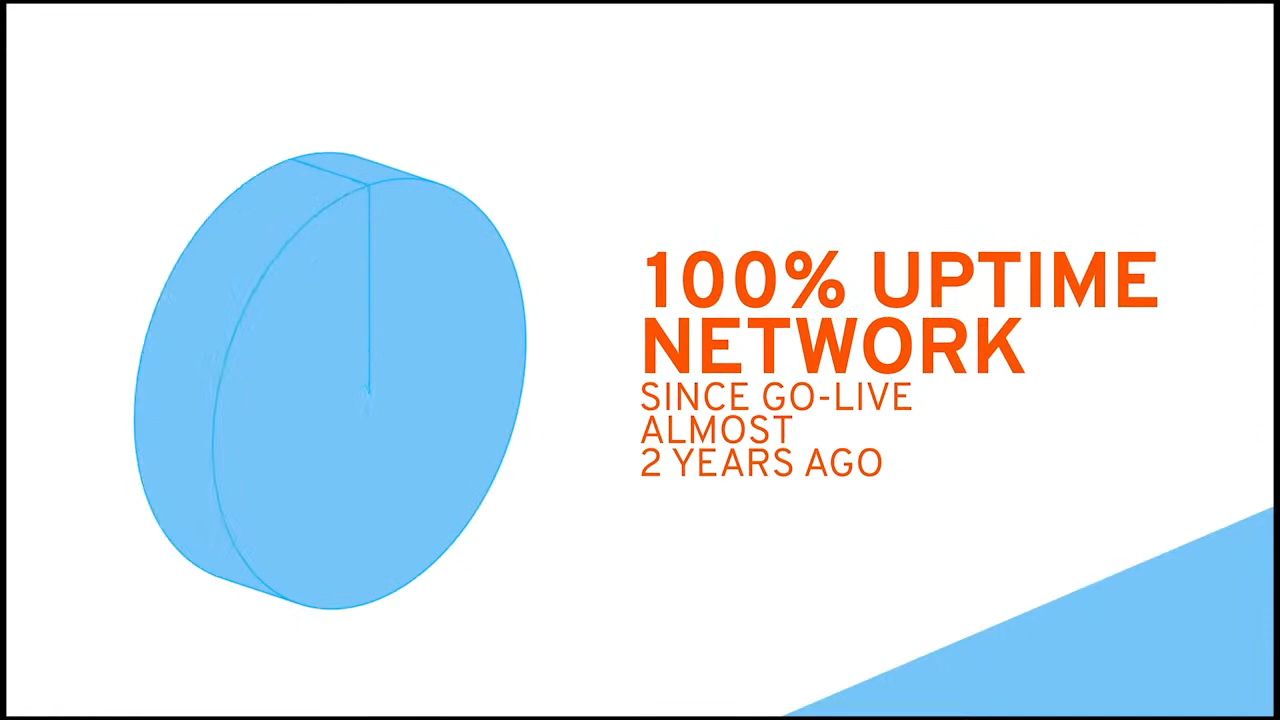 100% UPTIME
NETWORK
SINCE GO-LIVE
ALMOST
2 YEARS AGO